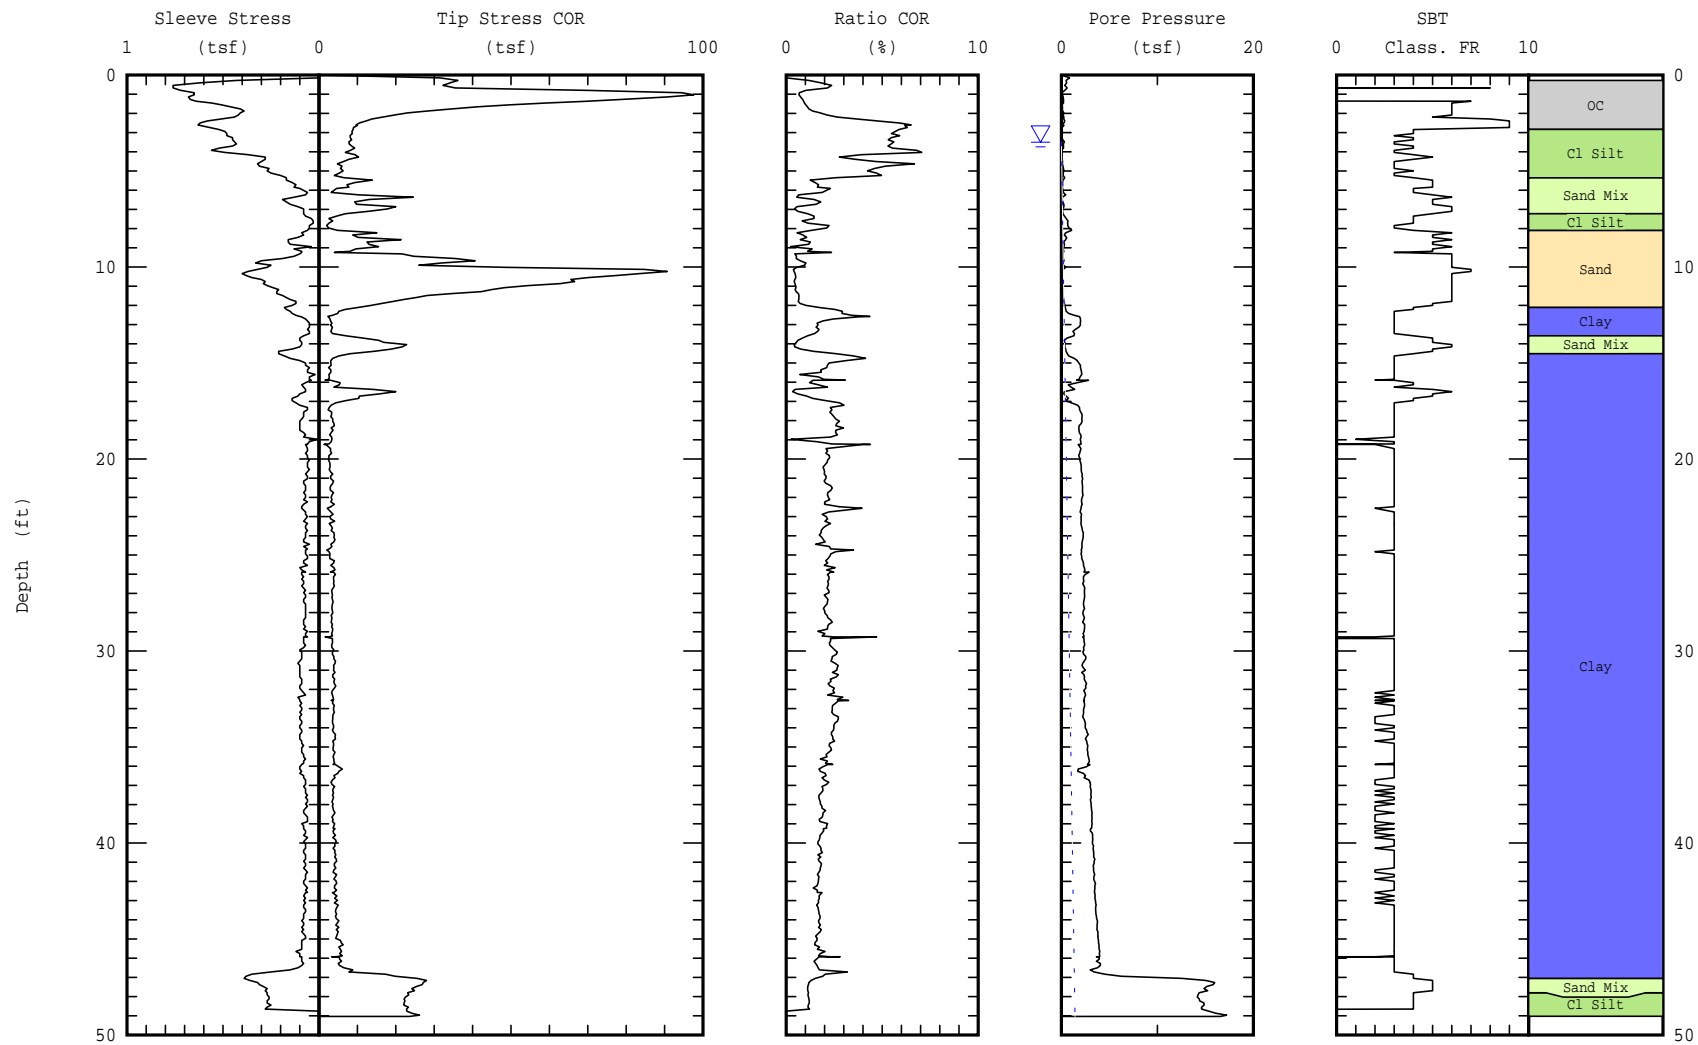 Sleeve Stress Tip Stress COR Ratio COR Pore Pressure SBT
1 (tsf) 0 (tsf) 100 0 (%) 10 0 (tsf) 20 0 Class. FR 10
0 0
OC
Cl Silt
Sand Mix
Cl Silt
10 Sand 10
Clay
Sand Mix
20 20
Depth (ft)
30 30
Clay
40 40
Sand Mix
Cl Silt
50 50